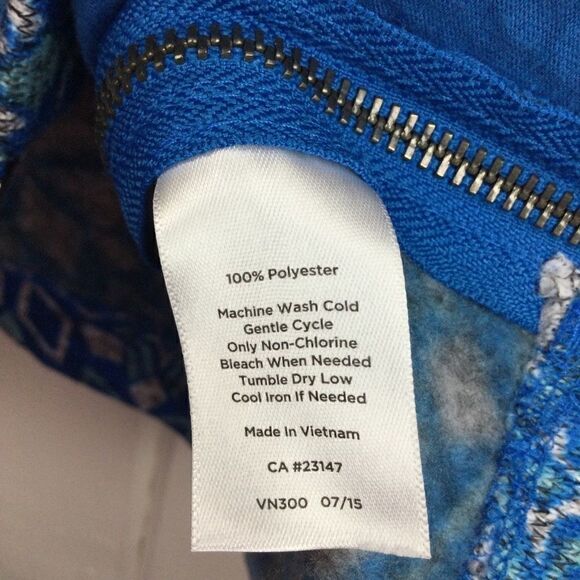 100% Polyester
Machine Wash Cold
Gentle Cycle
Only Non-Chlorine
Bleach When Needed
Tumble Dry Low
Cool Iron If Needed
Made In Vietnam
CA #23147
VN300 07/15